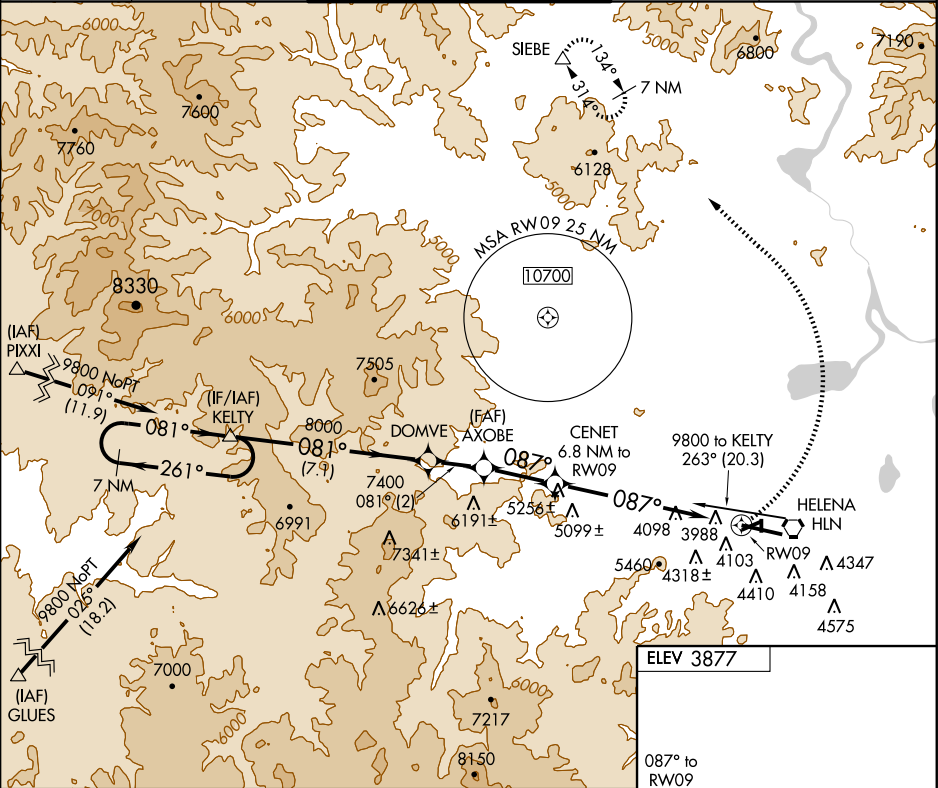 6000
SIEBE
134°
314°
7 NM
5000
6800
7190
7600
7760
6128
5000
7000
MSA RW09 25 NM
10700
5000
8330
6000
(IAF)
PIXXI
9800 NoPT
091°
(11.9)
7505
(IF/IAF)
KELTY
8000
081°
(7.1)
081°
261°
7 NM
DOMVE
(FAF)
AXOBE
087°
CENET
6.8 NM to
RW09
9800 to KELTY
263° (20.3)
7400
081° (2)
6191±
5256±
5099±
087°
4098
3988
HELENA
HLN
RW09
6991
7341±
5460
4318±
4103
4410
4158
4347
4575
6626±
9800 NoPT
026°
(18.2)
(IAF)
GLUES
7000
6000
6000
7217
8150
ELEV 3877
087° to
RW09